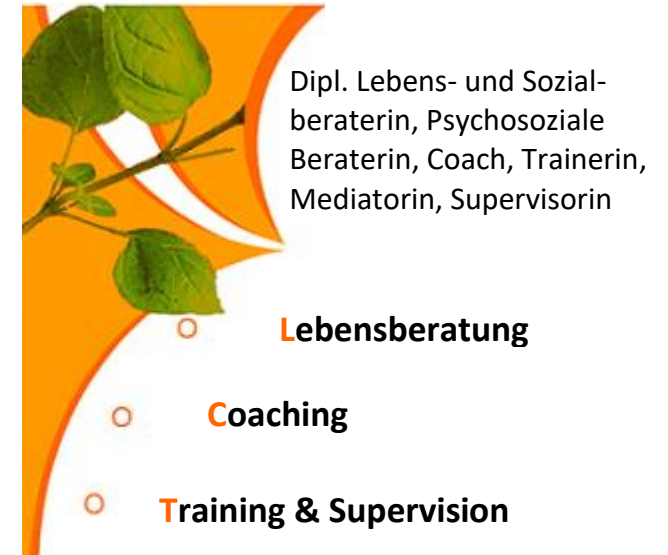 Dipl. Lebens- und Sozial-
beraterin, Psychosoziale
Beraterin, Coach, Trainerin,
Mediatorin, Supervisorin
Lebensberatung
Coaching
Training & Supervision